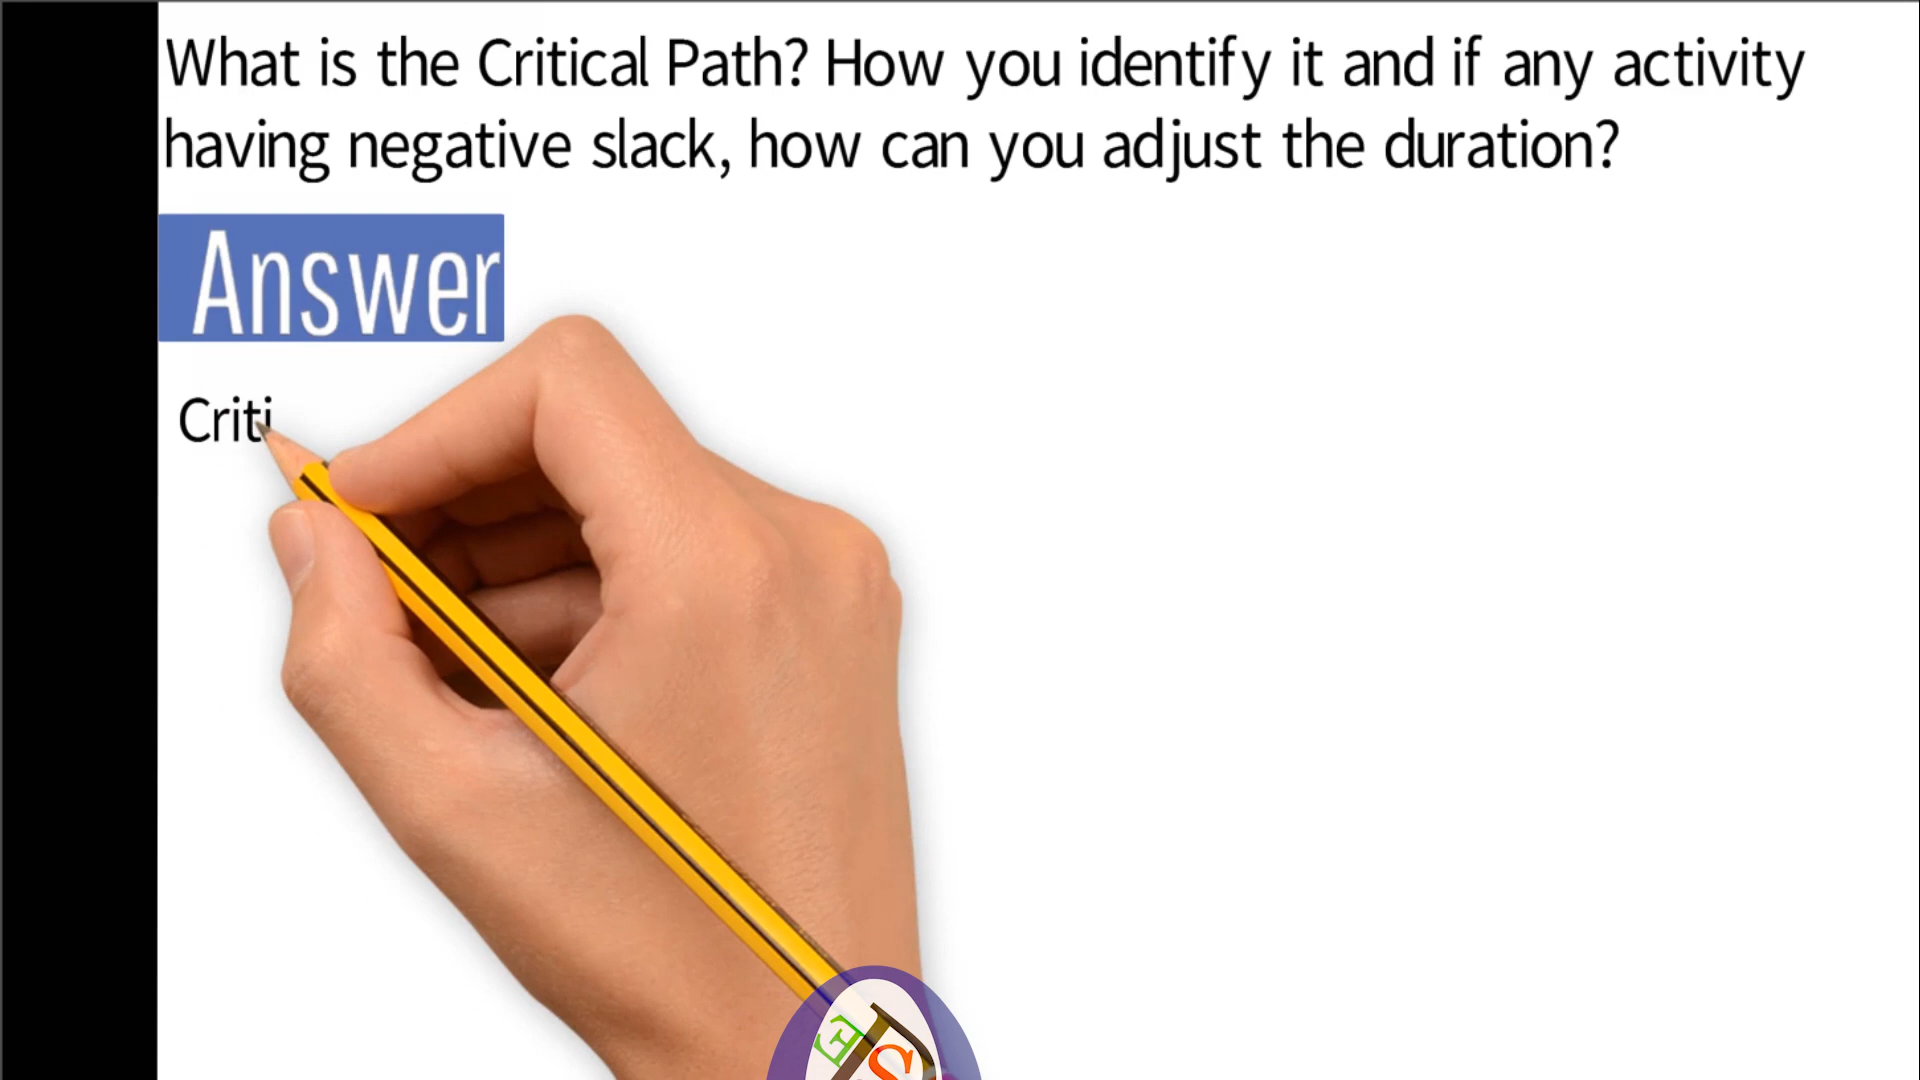 What is the Critical Path? How you identify it and if any activity
having negative slack, how can you adjust the duration?
Answer
Criti